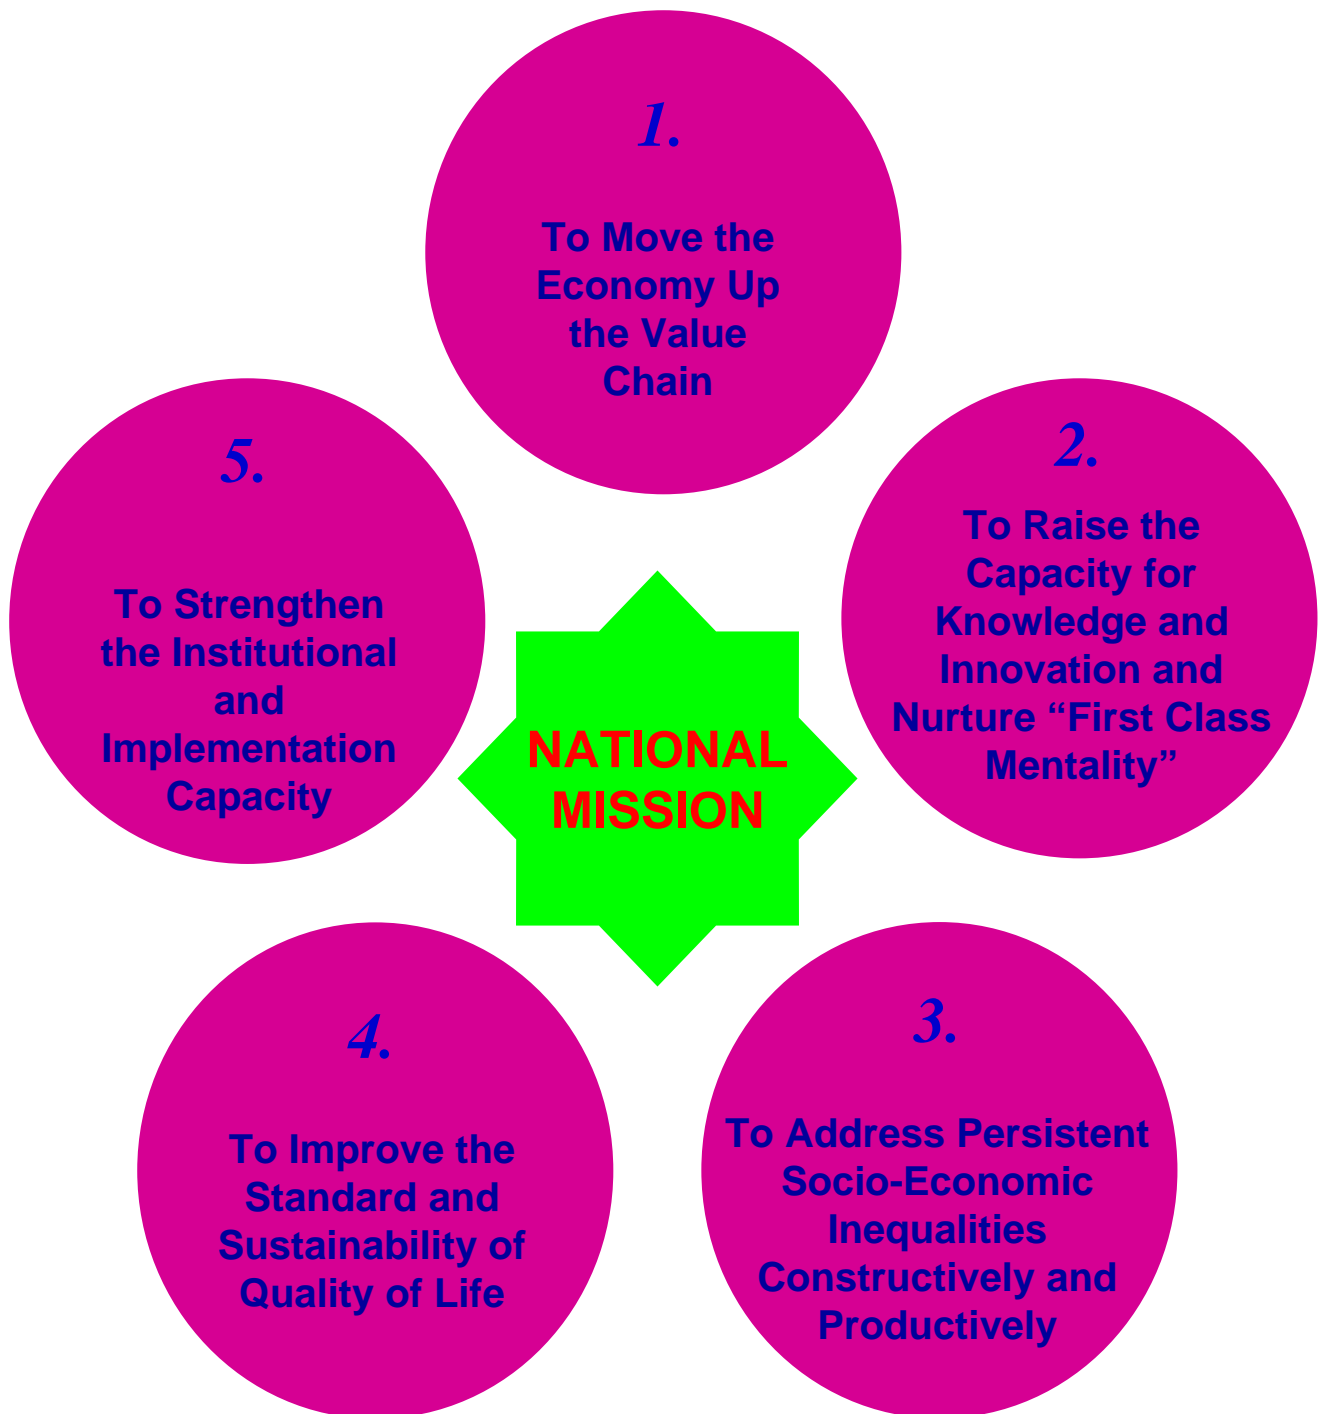 1.
To Move the
Economy Up
the Value
Chain
2.
To Raise the
Capacity for
Knowledge and
Innovation and
Nurture “First Class
Mentality”
3.
To Address Persistent
Socio-Economic
Inequalities
Constructively and
Productively
4.
To Improve the
Standard and
Sustainability of
Quality of Life
5.
To Strengthen
the Institutional
and
Implementation
Capacity
NATIONAL
MISSION